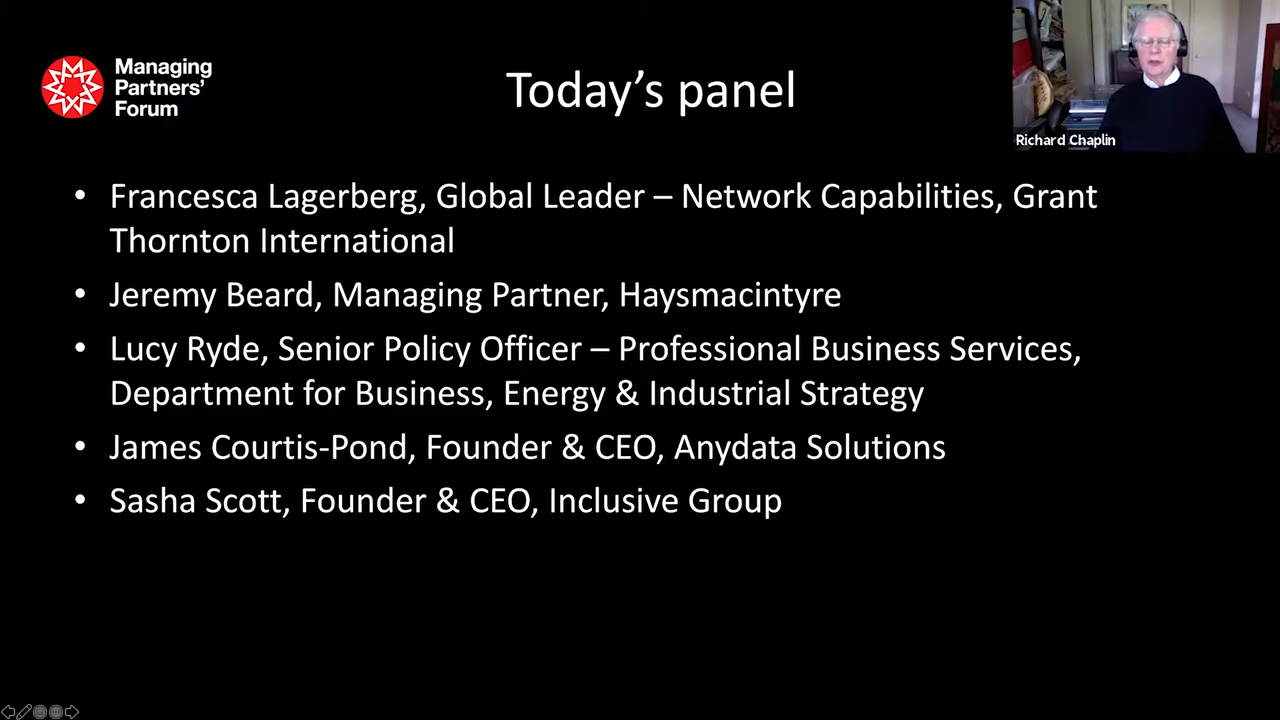 Managing
Partners'
Forum
Today's panel
Richard Chaplin
• Francesca Lagerberg, Global Leader – Network Capabilities, Grant
Thornton International
• Jeremy Beard, Managing Partner, Haysmacintyre
• Lucy Ryde, Senior Policy Officer – Professional Business Services,
Department for Business, Energy & Industrial Strategy
• James Courtis-Pond, Founder & CEO, Anydata Solutions
• Sasha Scott, Founder & CEO, Inclusive Group